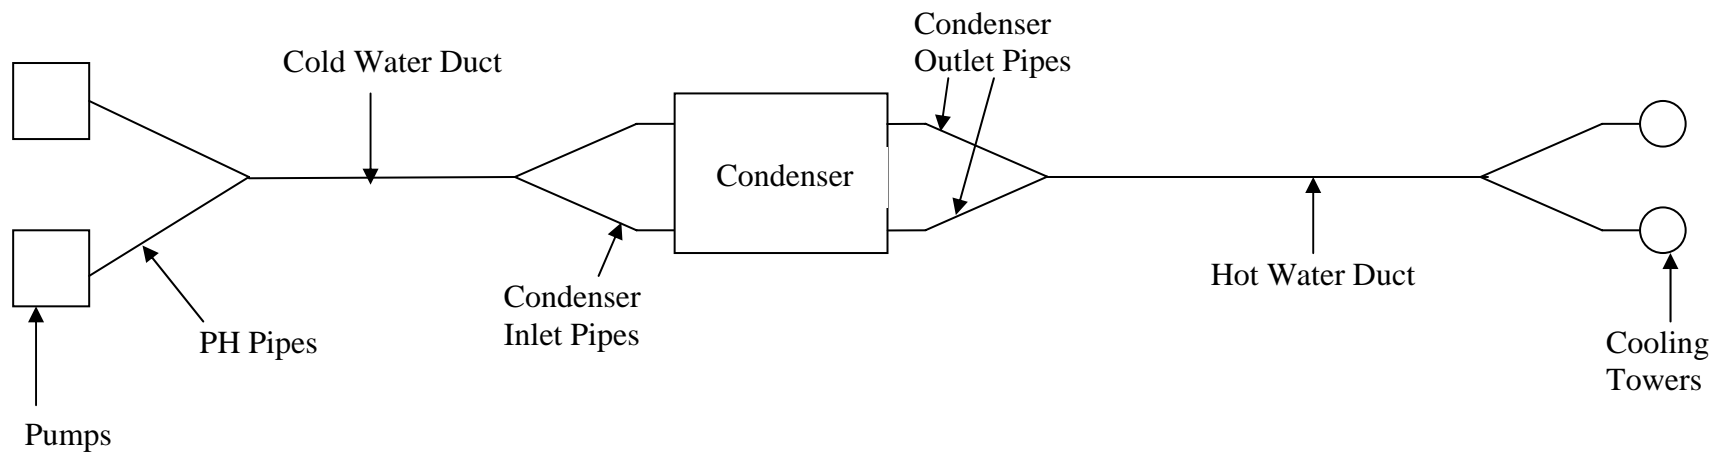 Condenser
Outlet Pipes
Cold Water Duct
Condenser
Hot Water Duct
Condenser
Inlet Pipes
PH Pipes
Cooling
Towers
Pumps